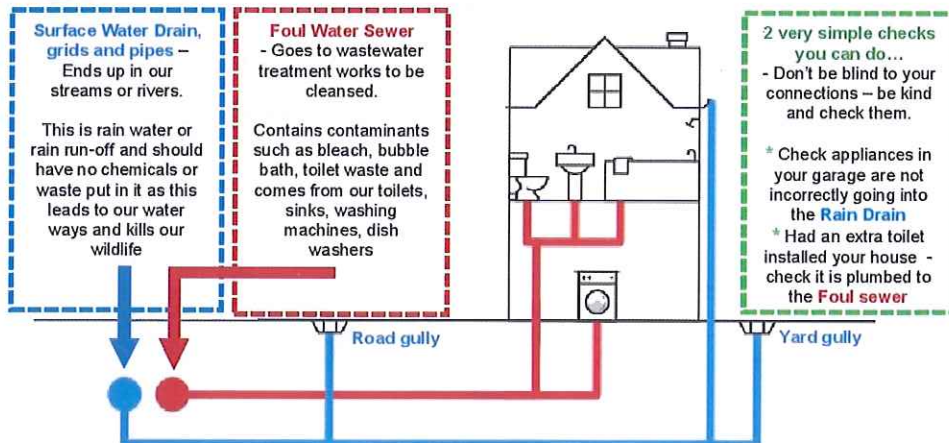 Surface Water Drain,
grids and pipes –
Ends up in our
streams or rivers.
This is rain water or
rain run-off and should
have no chemicals or
waste put in it as this
leads to our water
ways and kills our
wildlife
Foul Water Sewer
- Goes to wastewater
treatment works to be
cleansed.
Contains contaminants
such as bleach, bubble
bath, toilet waste and
comes from our toilets,
sinks, washing
machines, dish
washers
2 very simple checks
you can do…
- Don't be blind to your
connections – be kind
and check them.
* Check appliances in
your garage are not
incorrectly going into
the Rain Drain
* Had an extra toilet
installed your house -
check it is plumbed to
the Foul sewer
Road gully
Yard gully